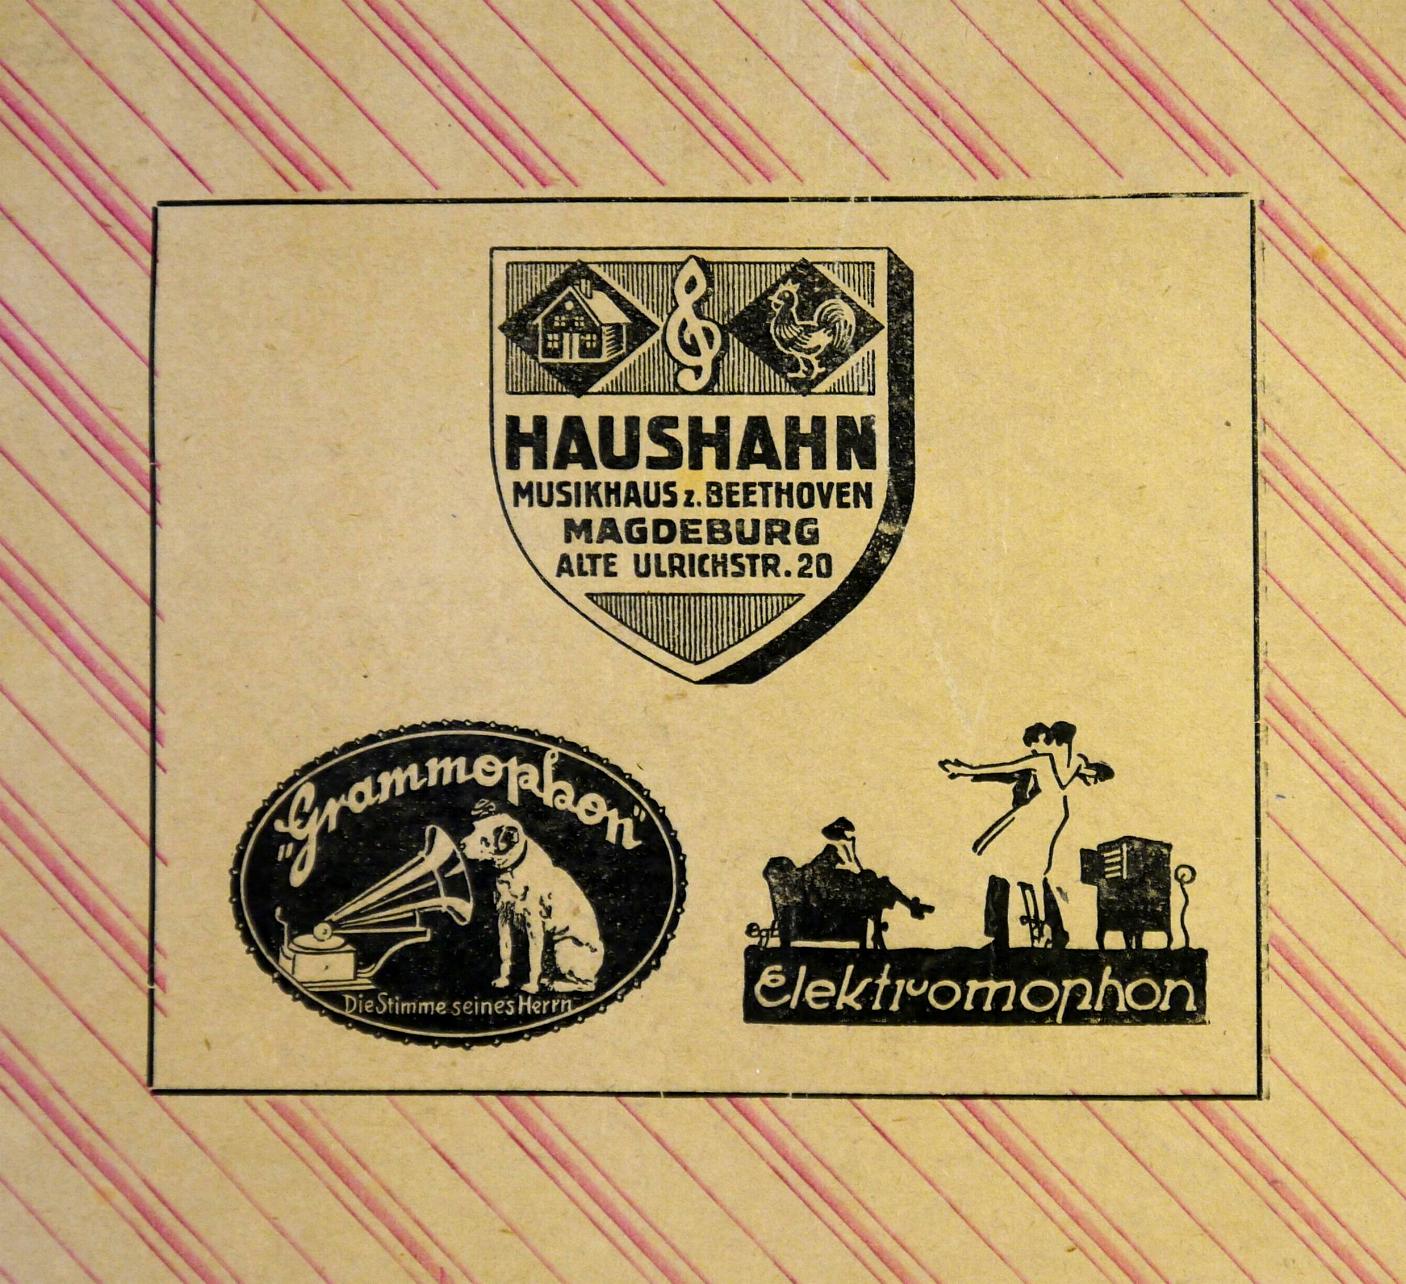 HAUSHAHN
MUSIKHAUS z. BEETHOVEN
MAGDEBURG
ALTE ULRICHSTR. 20
"Grammophon"
Die Stimme seines Herrn
Elektromophon